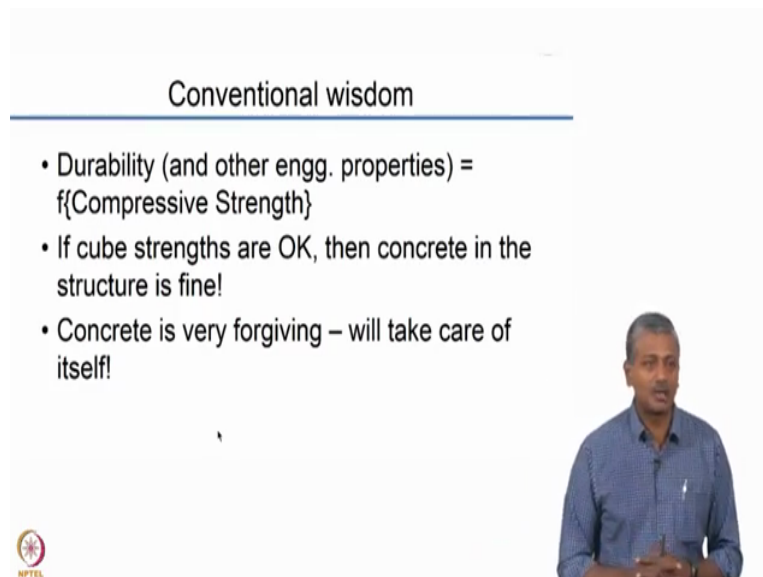 Conventional wisdom
• Durability (and other engg. properties) =
f{Compressive Strength}
• If cube strengths are OK, then concrete in the
structure is fine!
• Concrete is very forgiving – will take care of
itself!
NPTEL